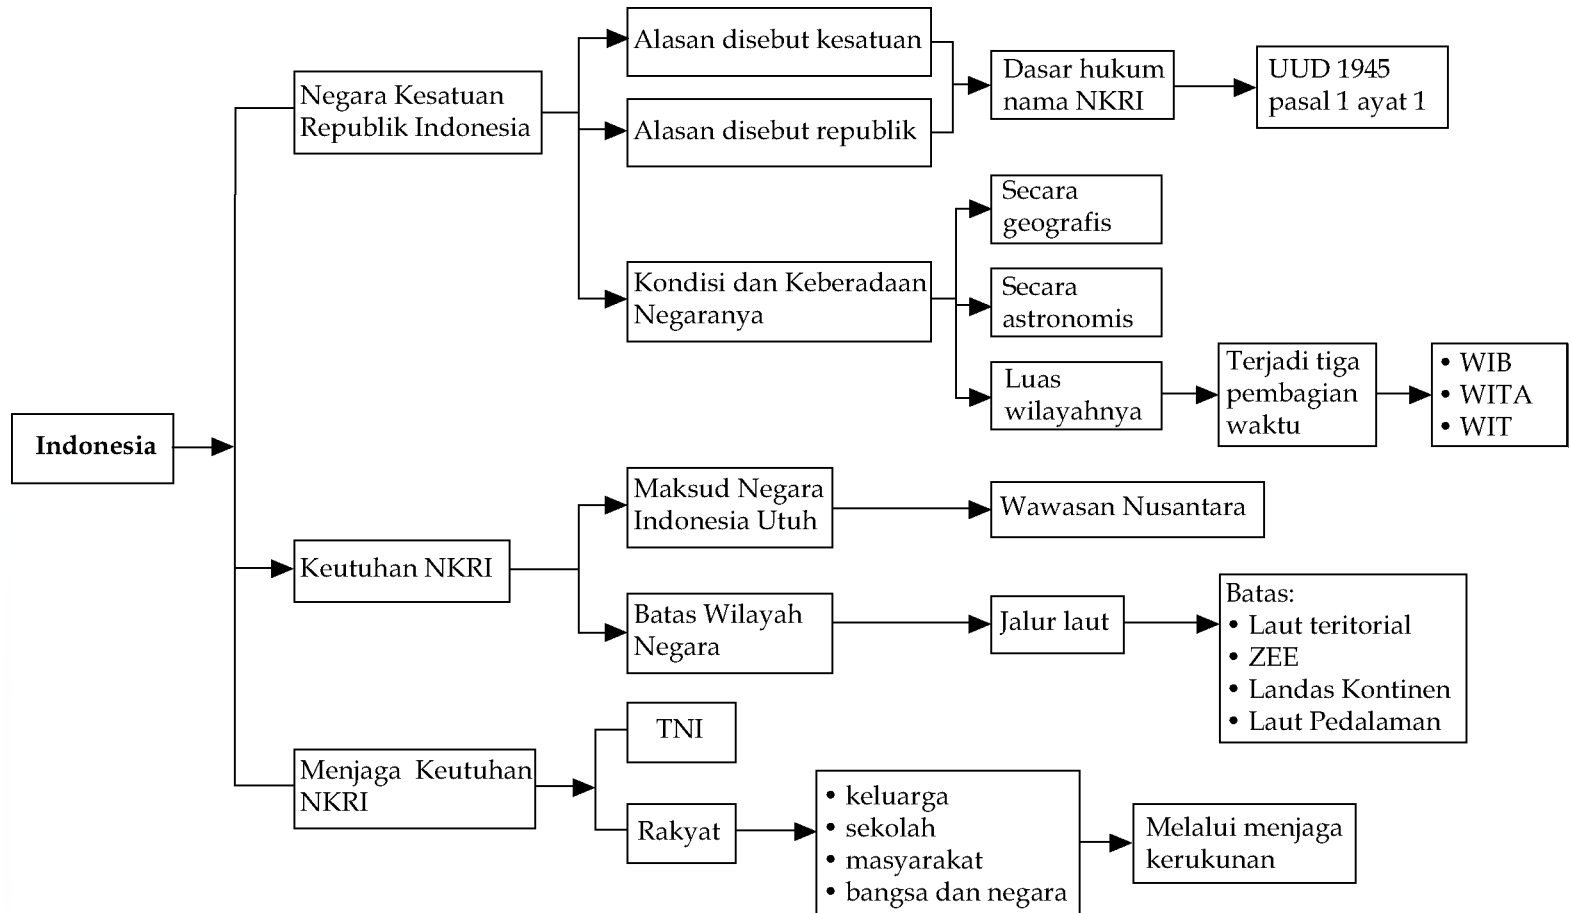 Indonesia
Negara Kesatuan
Republik Indonesia
Alasan disebut kesatuan
Alasan disebut republik
Dasar hukum
nama NKRI
UUD 1945
pasal 1 ayat 1
Kondisi dan Keberadaan
Negaranya
Secara
geografis
Secara
astronomis
Luas
wilayahnya
Terjadi tiga
pembagian
waktu
• WIB
• WITA
• WIT
Keutuhan NKRI
Maksud Negara
Indonesia Utuh
Wawasan Nusantara
Batas Wilayah
Negara
Jalur laut
Batas:
• Laut teritorial
• ZEE
• Landas Kontinen
• Laut Pedalaman
Menjaga Keutuhan
NKRI
TNI
Rakyat
• keluarga
• sekolah
• masyarakat
• bangsa dan negara
Melalui menjaga
kerukunan